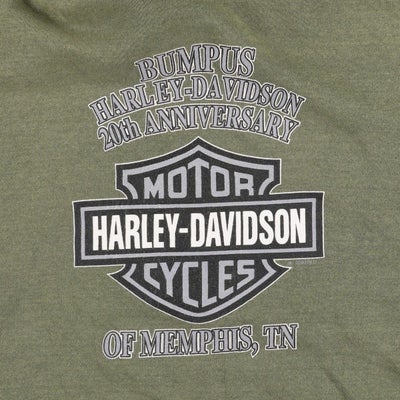 BUMPUS
HARLEY-DAVIDSON
20th ANNIVERSARY
MOTOR
HARLEY-DAVIDSON
CYCLES
OF MEMPHIS, TN